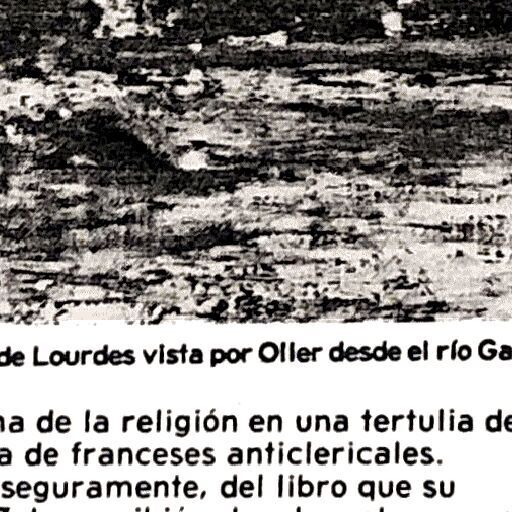 de Lourdes vista por Oller desde el río Ga
na de la religión en una tertulia de
a de franceses anticlericales.
seguramente, del libro que su